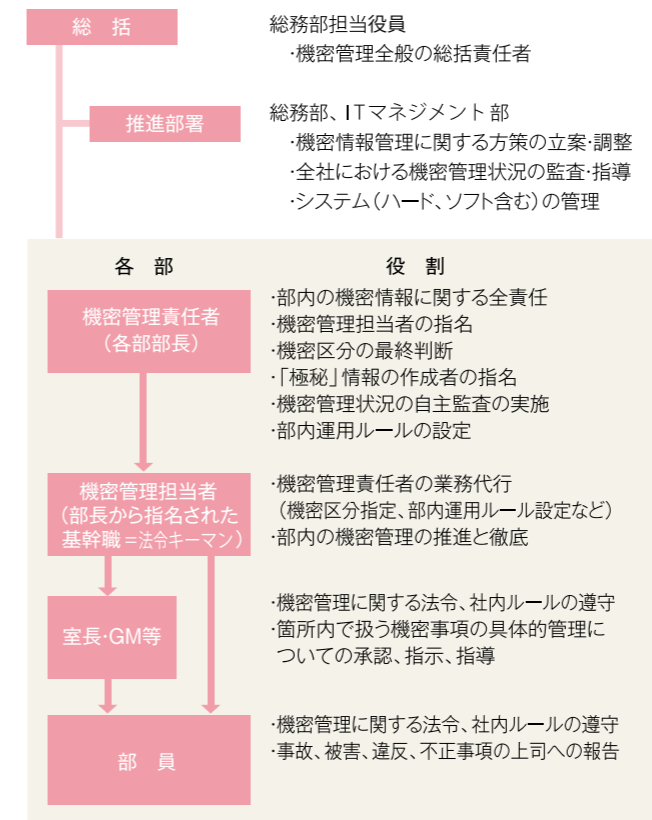 総　括
総務部担当役員
・機密管理全般の総括責任者
推進部署
総務部、ITマネジメント部
・機密情報管理に関する方策の立案・調整
・全社における機密管理状況の監査・指導
・システム（ハード、ソフト含む）の管理
各　部
役　割
機密管理責任者
（各部部長）
・部内の機密情報に関する全責任
・機密管理担当者の指名
・機密区分の最終判断
・「極秘」情報の作成者の指名
・機密管理状況の自主監査の実施
・部内運用ルールの設定
機密管理担当者
（部長から指名された
基幹職＝法令キーマン）
・機密管理責任者の業務代行
（機密区分指定、部内運用ルール設定など）
・部内の機密管理の推進と徹底
室長・GM等
・機密管理に関する法令、社内ルールの遵守
・箇所内で扱う機密事項の具体的管理に
ついての承認、指示、指導
部　員
・機密管理に関する法令、社内ルールの遵守
・事故、被害、違反、不正事項の上司への報告